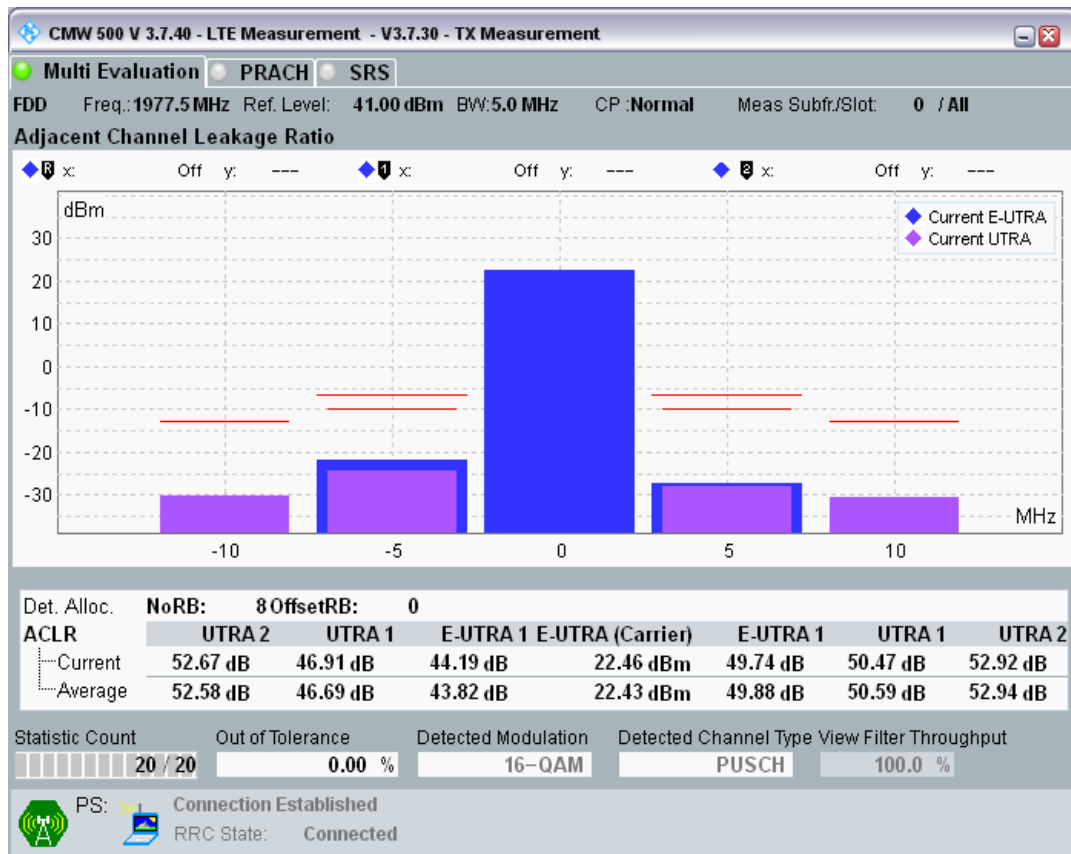 CMW 500 V 3.7.40 - LTE Measurement - V3.7.30 - TX Measurement
Multi Evaluation PRACH SRS
FDD Freq.: 1977.5 MHz Ref. Level: 41.00 dBm BW: 5.0 MHz CP : Normal Meas Subfr./Slot: 0 / All
Adjacent Channel Leakage Ratio
R x: Off y: --- 1 x: Off y: --- 2 x: Off y: ---
dBm
Current E-UTRA
Current UTRA
30
20
10
0
-10
-20
-30
MHz
-10 -5 0 5 10
Det. Alloc. NoRB: 8 OffsetRB: 0
ACLR UTRA 2 UTRA 1 E-UTRA 1 E-UTRA (Carrier) E-UTRA 1 UTRA 1 UTRA 2
Current 52.67 dB 46.91 dB 44.19 dB 22.46 dBm 49.74 dB 50.47 dB 52.92 dB
Average 52.58 dB 46.69 dB 43.82 dB 22.43 dBm 49.88 dB 50.59 dB 52.94 dB
Statistic Count Out of Tolerance Detected Modulation Detected Channel Type View Filter Throughput
20 / 20 0.00 % 16-QAM PUSCH 100.0 %
PS: Connection Established
RRC State: Connected